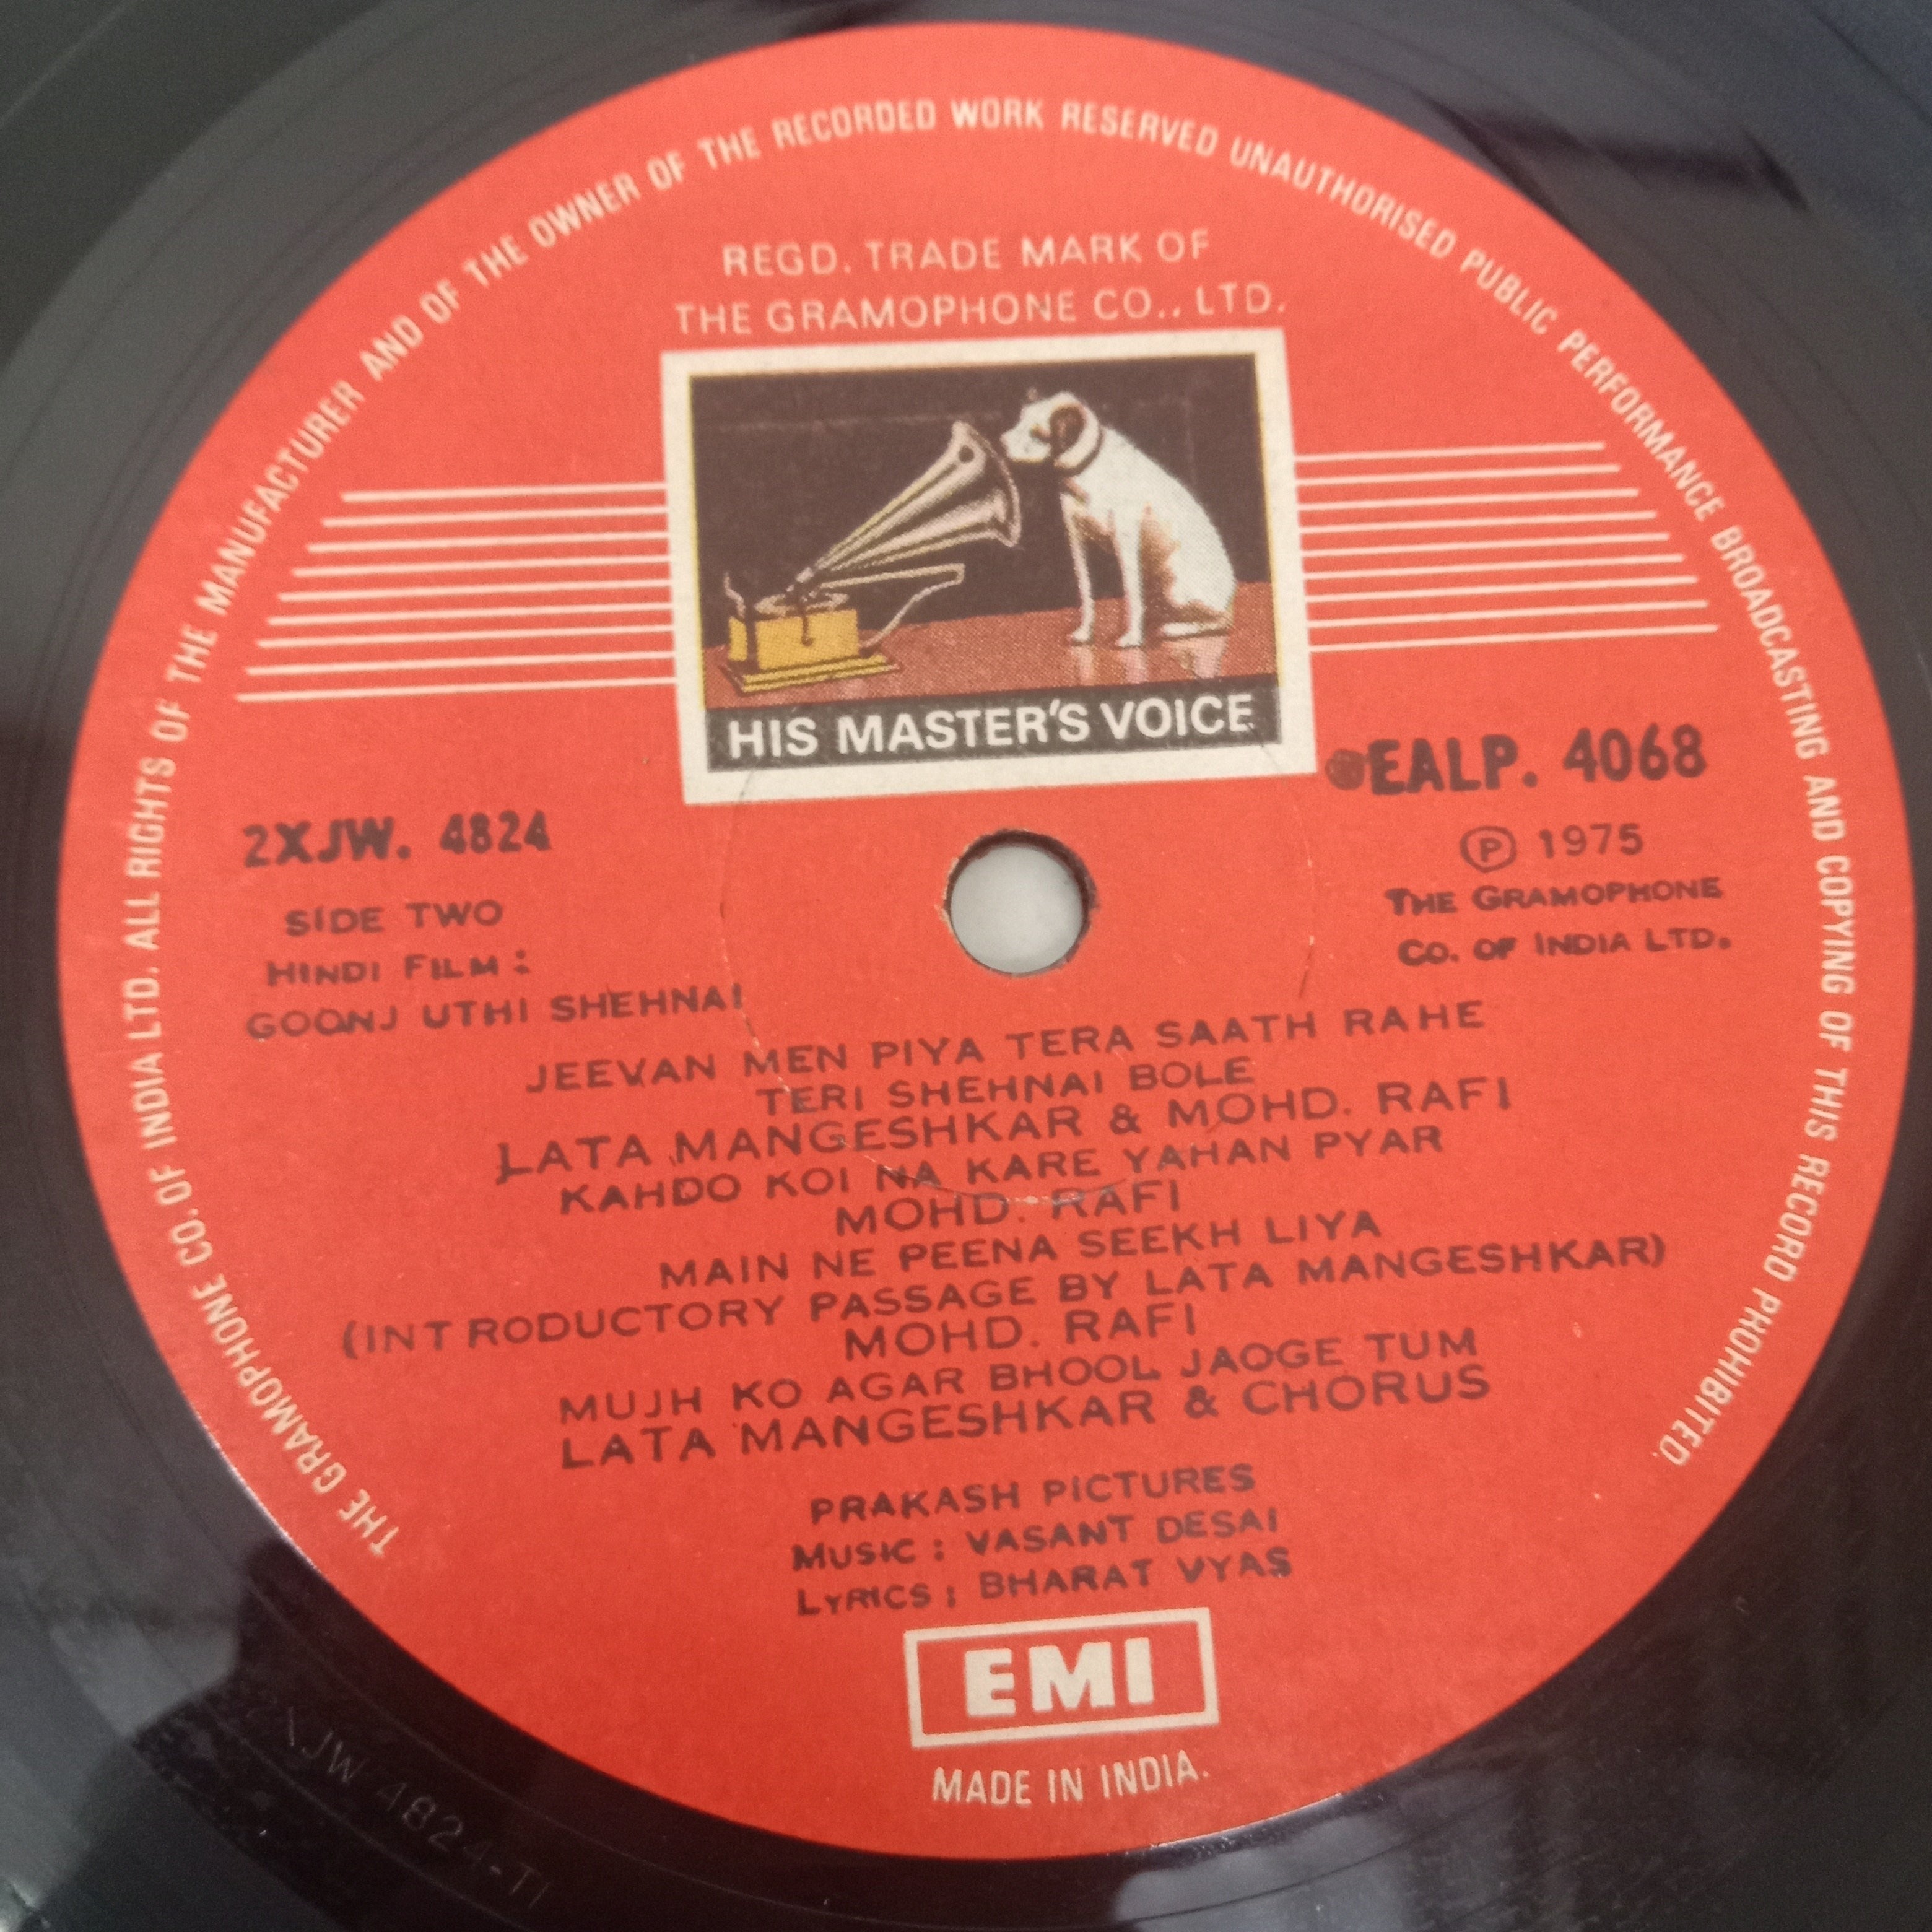 THE GRAMOPHONE CO. OF INDIA LTD. ALL RIGHTS OF THE MANUFACTURER AND OF THE OWNER OF THE RECORDED WORK RESERVED UNAUTHORISED PUBLIC PERFORMANCE BROADCASTING AND COPYING OF THIS RECORD PROHIBITED.
REGD. TRADE MARK OF
THE GRAMOPHONE CO., LTD.
HIS MASTER'S VOICE
2XJW. 4824
SIDE TWO
HINDI FILM:
GOONJ UTHI SHEHNAI
EALP. 4068
Ⓟ 1975
THE GRAMOPHONE
CO. OF INDIA LTD.
JEEVAN MEN PIYA TERA SAATH RAHE
TERI SHEHNAI BOLE
LATA MANGESHKAR & MOHD. RAFI
KAHDO KOI NA KARE YAHAN PYAR
MOHD. RAFI
MAIN NE PEENA SEEKH LIYA
(INTRODUCTORY PASSAGE BY LATA MANGESHKAR)
MOHD. RAFI
MUJH KO AGAR BHOOL JAOGE TUM
LATA MANGESHKAR & CHORUS
PRAKASH PICTURES
MUSIC: VASANT DESAI
LYRICS: BHARAT VYAS
EMI
MADE IN INDIA.
2XJW 4824-T1